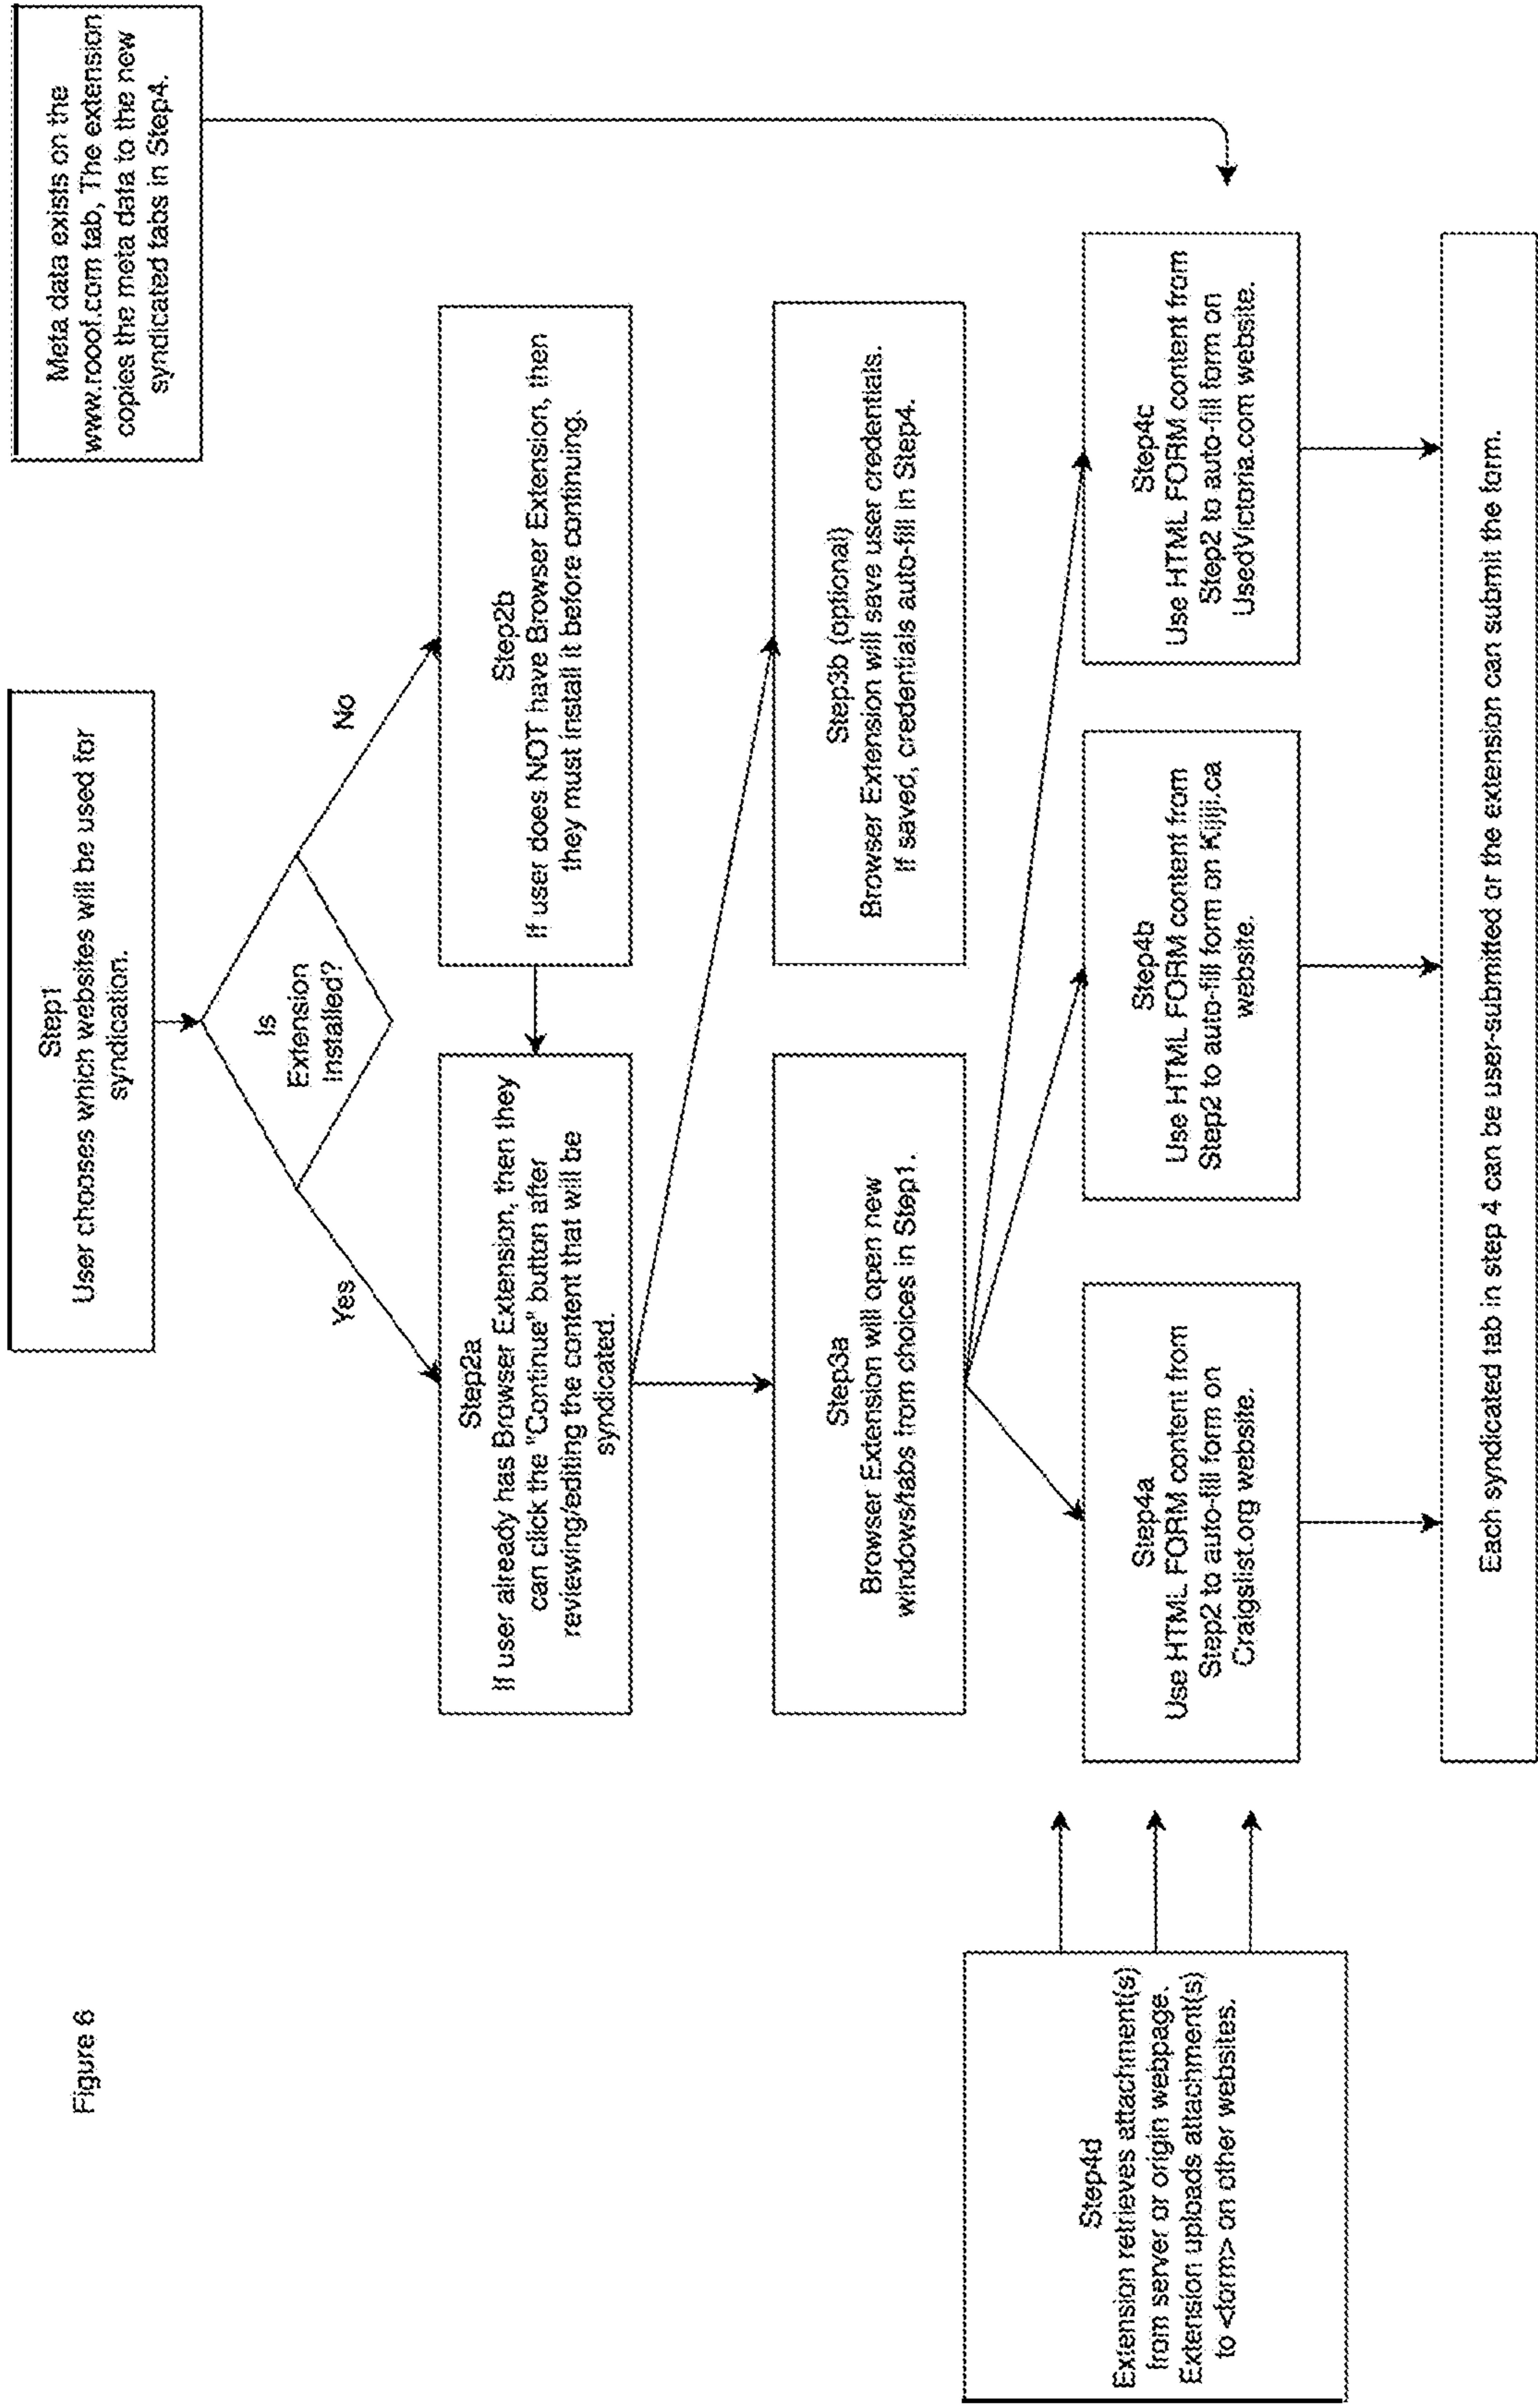 Figure 6
Step1
User chooses which websites will be used for
syndication.
Meta data exists on the
www.rooof.com tab, The extension
copies the meta data to the new
syndicated tabs in Step4.
Is
Extension
Installed?
Yes
No
Step2a
If user already has Browser Extension, then they
can click the "Continue" button after
reviewing/editing the content that will be
syndicated.
Step2b
If user does NOT have Browser Extension, then
they must install it before continuing.
Step3a
Browser Extension will open new
windows/tabs from choices in Step1.
Step3b (optional)
Browser Extension will save user credentials.
If saved, credentials auto-fill in Step4.
Step4d
Extension retrieves attachment(s)
from server or origin webpage.
Extension uploads attachment(s)
to <form> on other websites.
Step4a
Use HTML FORM content from
Step2 to auto-fill form on
Craigslist.org website.
Step4b
Use HTML FORM content from
Step2 to auto-fill form on Kijiji.ca
website.
Step4c
Use HTML FORM content from
Step2 to auto-fill form on
UsedVictoria.com website.
Each syndicated tab in step 4 can be user-submitted or the extension can submit the form.